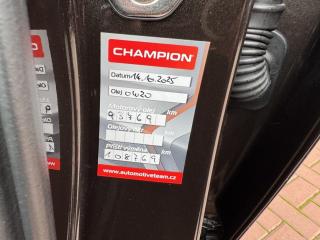 CHAMPION
Datum 14.10.2025
Olej 0W20
Motorový olej
93769 km
Olejový filtr
km
Příští výměna
108769 km
www.automotiveteam.cz